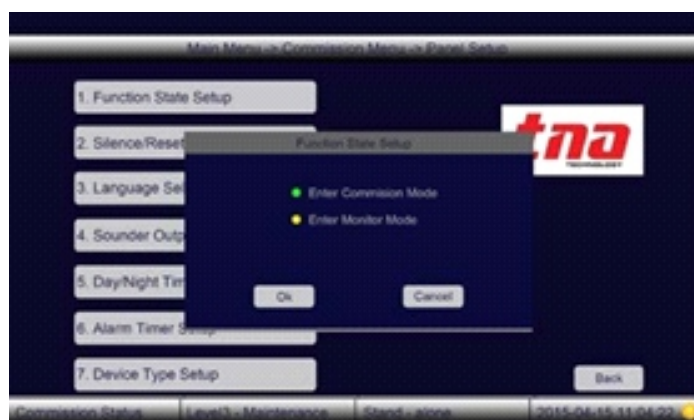 Main Menu -> Commission Menu -> Panel Setup
1. Function State Setup
tna
TECHNOLOGY
2. Silence/Reset
Function State Setup
3. Language Sel
Enter Commision Mode
Enter Monitor Mode
4. Sounder Outp
5. Day/Night Tim
Ok
Cancel
6. Alarm Timer Setup
7. Device Type Setup
Back
Commission Status
Level3 - Maintenance
Stand - alone